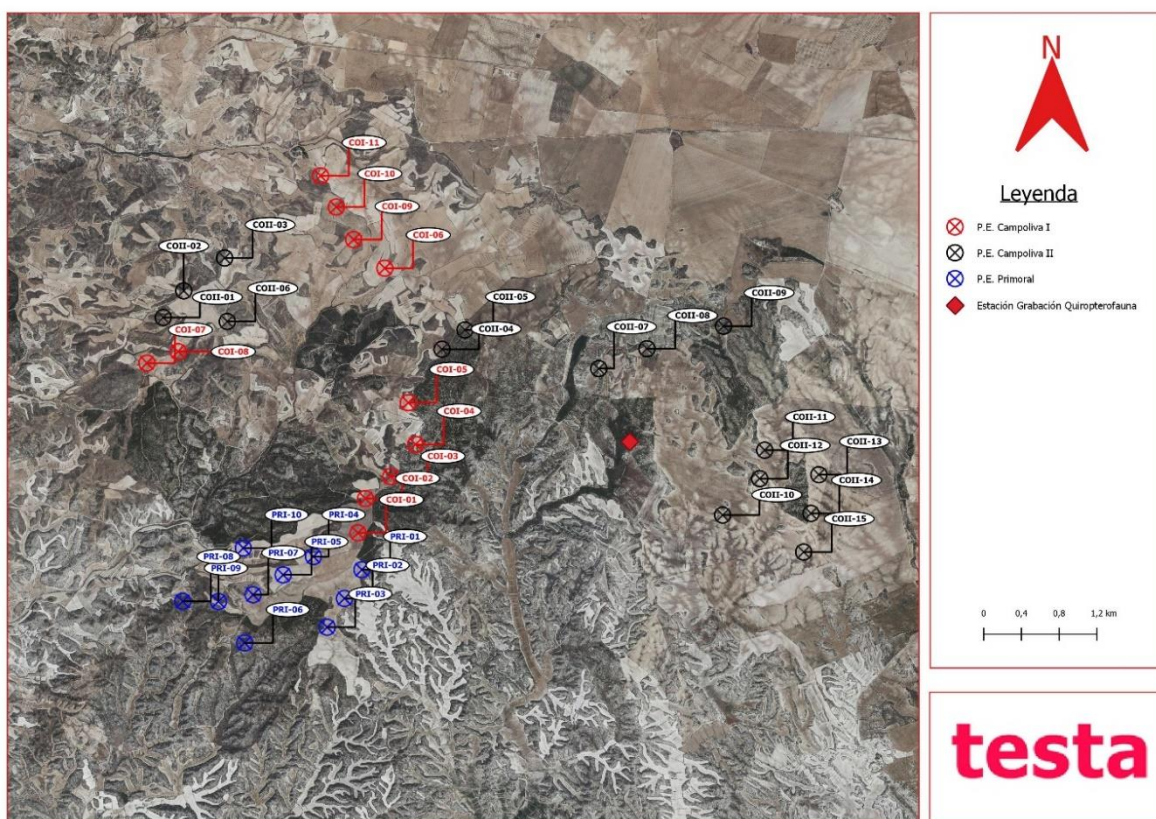 COI-11
COI-10
COI-09
COII-03
COI-06
COII-02
COII-06
COII-01
COII-09
COII-05
COII-08
COII-07
COII-04
COI-07
COI-08
COI-05
COI-04
COII-11
COII-13
COII-12
COI-03
COI-02
COII-14
COII-10
COI-01
PRI-10
PRI-04
COII-15
PRI-01
PRI-05
PRI-07
PRI-08
PRI-02
PRI-09
PRI-03
PRI-06
N
Leyenda
P.E. Campoliva I
P.E. Campoliva II
P.E. Primoral
Estación Grabación Quiropterofauna
0 0,4 0,8 1,2 km
testa